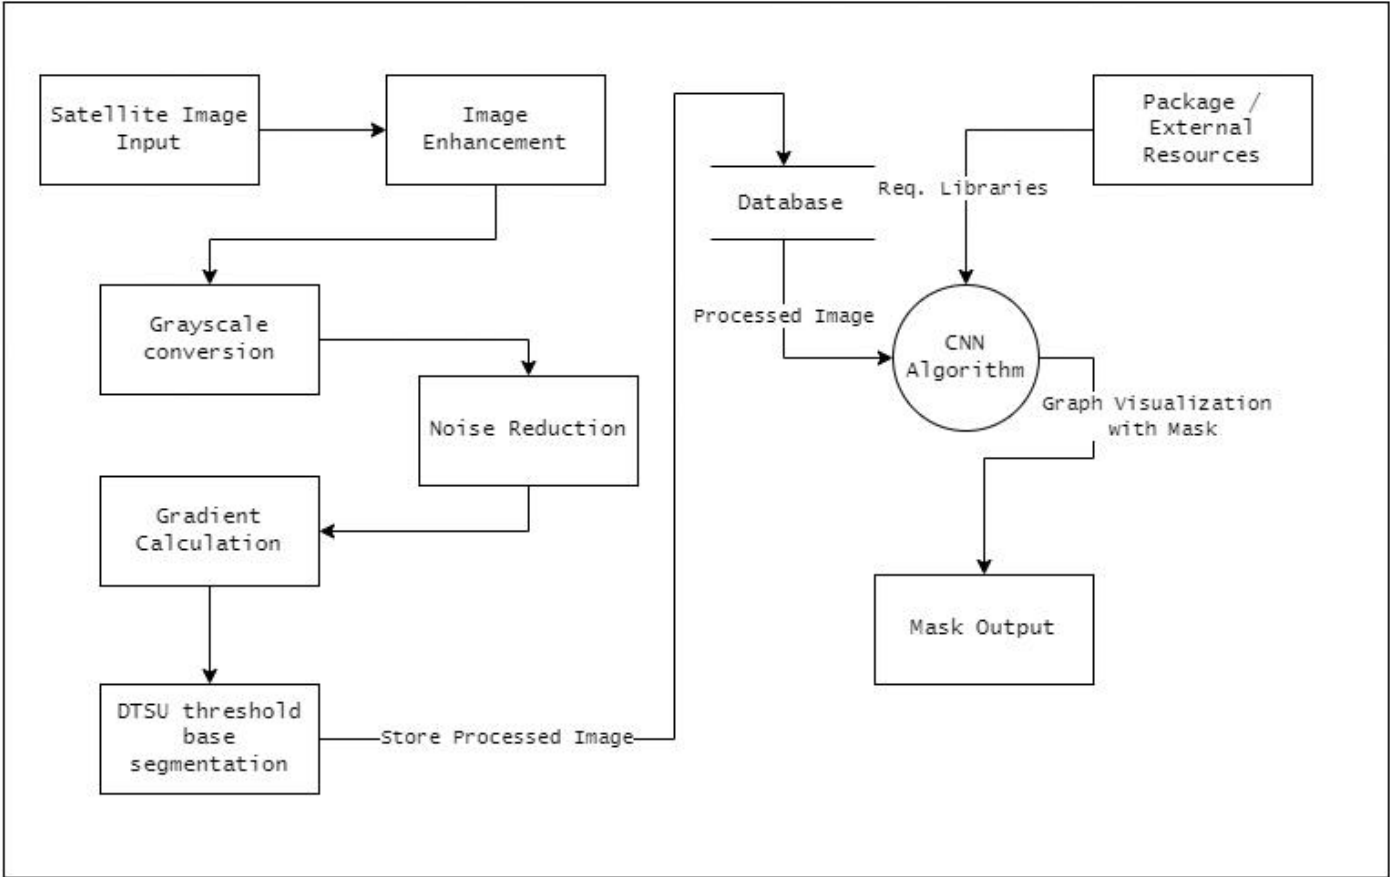 Satellite Image
Input
Image
Enhancement
Grayscale
conversion
Noise Reduction
Gradient
Calculation
DTSU threshold
base
segmentation
Store Processed Image
Database
Processed Image
Package /
External
Resources
Req. Libraries
CNN
Algorithm
Graph Visualization
with Mask
Mask Output